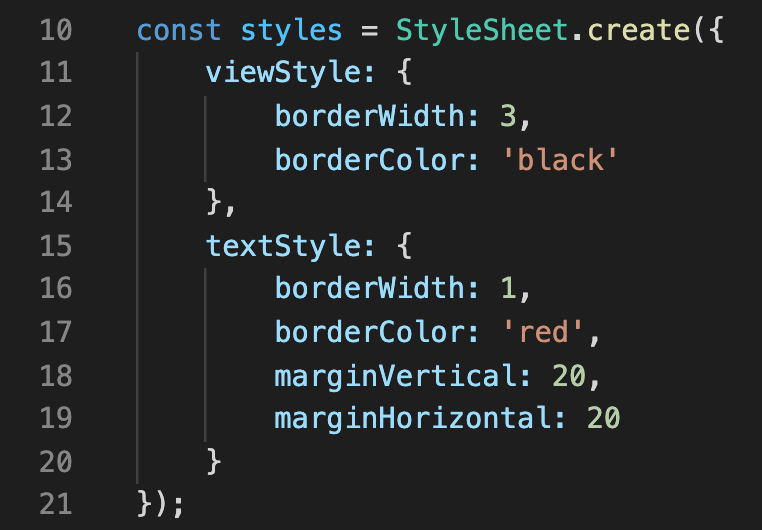 10 const styles = StyleSheet.create({
11 viewStyle: {
12 borderWidth: 3,
13 borderColor: 'black'
14 },
15 textStyle: {
16 borderWidth: 1,
17 borderColor: 'red',
18 marginVertical: 20,
19 marginHorizontal: 20
20 }
21 });